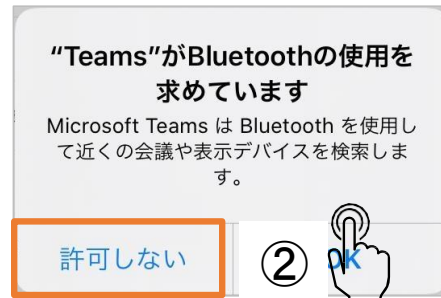 “Teams”がBluetoothの使用を
求めています
Microsoft Teams は Bluetooth を使用し
て近くの会議や表示デバイスを検索しま
す。
許可しない
②
OK